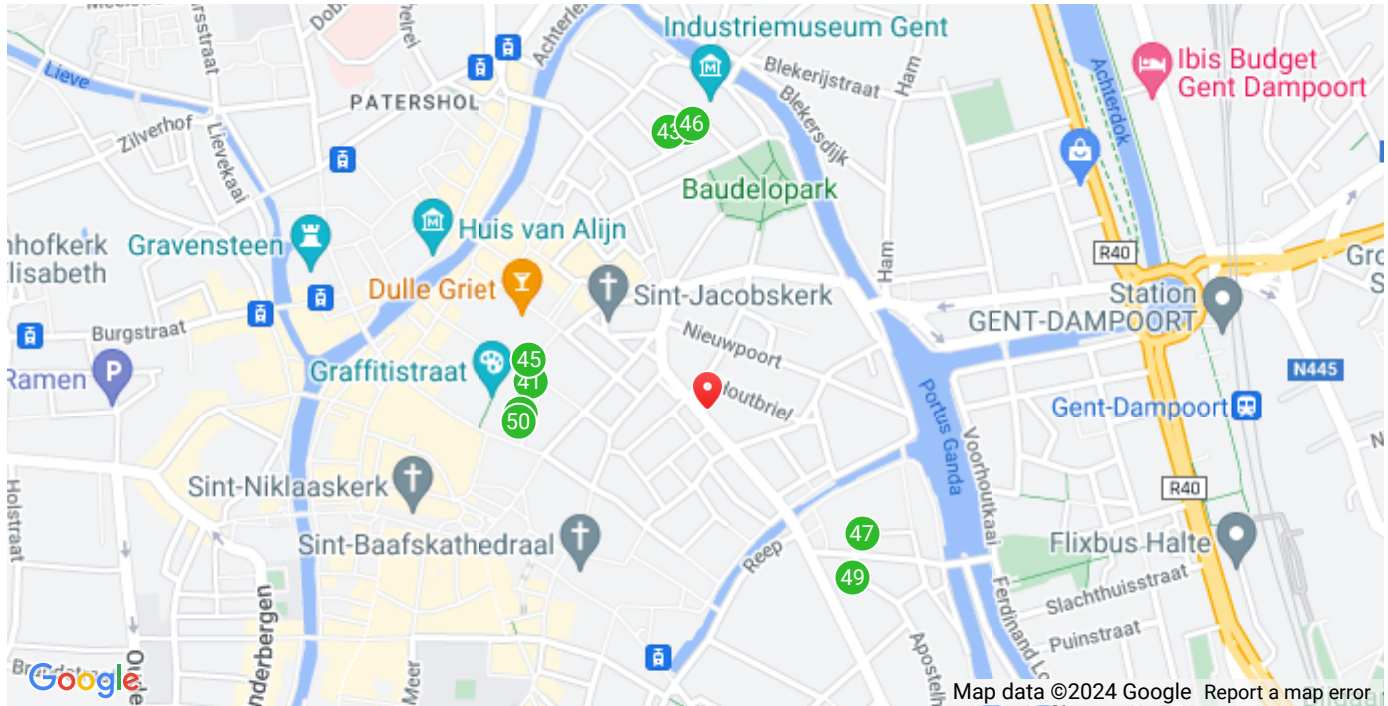 Industriemuseum Gent
Blekerijstraat
Ham
Achterdok
Ibis Budget
Gent Dampoort
Lieve
PATERSHOL
Zilverhof
Lievekaai
43
46
Blekersdijk
Baudelopark
Huis van Alijn
Gravensteen
Ham
R40
Dulle Griet
Sint-Jacobskerk
Station
GENT-DAMPOORT
Burgstraat
Nieuwpoort
N445
Ramen
Graffitistraat
45
41
50
Portus Ganda
Gent-Dampoort
Voorhoutkaai
R40
Sint-Niklaaskerk
Holstraat
Sint-Baafskathedraal
Reep
47
49
Flixbus Halte
Slachthuisstraat
Puinstraat
Meer
Google
Map data ©2024 Google
Report a map error